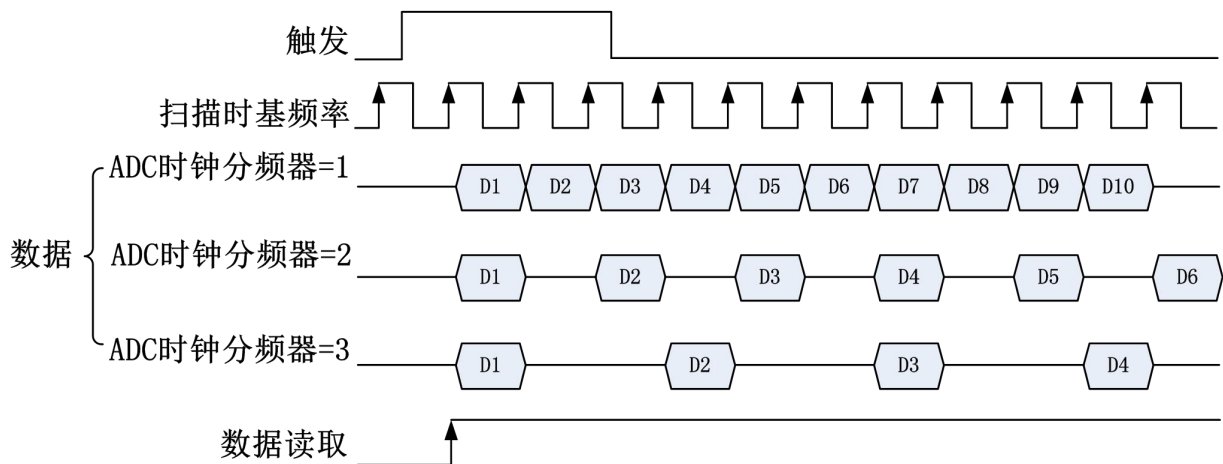 触发
扫描时基频率
数据
ADC时钟分频器=1
D1 D2 D3 D4 D5 D6 D7 D8 D9 D10
ADC时钟分频器=2
D1 D2 D3 D4 D5 D6
ADC时钟分频器=3
D1 D2 D3 D4
数据读取